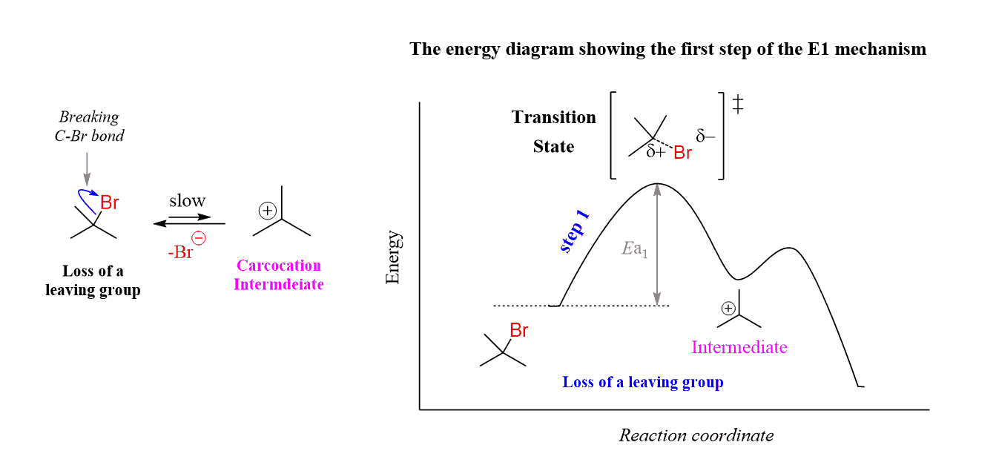 The energy diagram showing the first step of the E1 mechanism
Breaking
C-Br bond
Br
slow
-Br⊖
⊕
Loss of a
leaving group
Carcocation
Intermdeiate
Transition
State
δ+
Br
δ–
‡
step 1
Ea₁
Energy
Br
⊕
Intermediate
Loss of a leaving group
Reaction coordinate